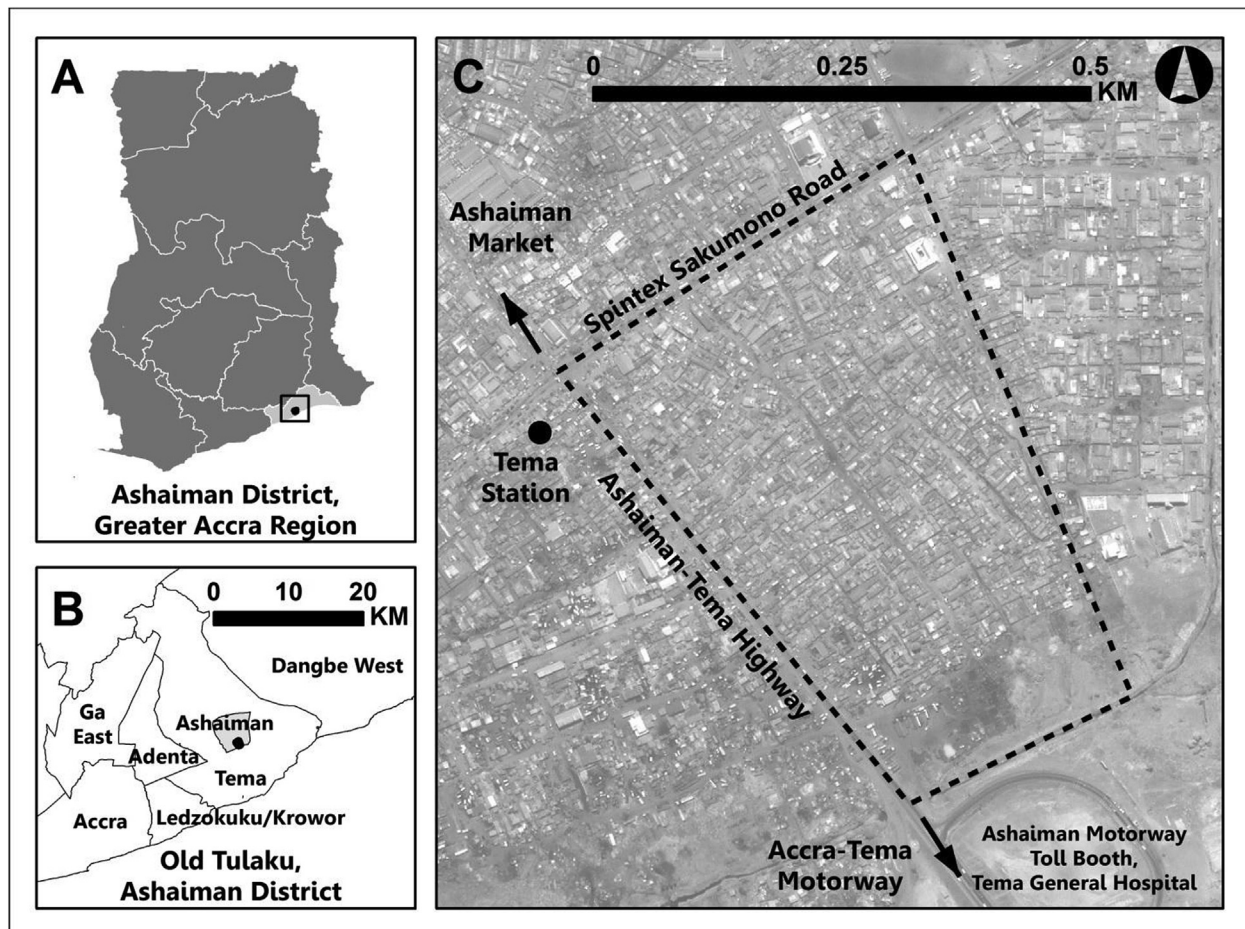 A
Ashaiman District,
Greater Accra Region
B
0 10 20
KM
Dangbe West
Ga
East
Ashaiman
Adenta
Tema
Accra
Ledzokuku/Krowor
Old Tulaku,
Ashaiman District
C
0 0.25 0.5
KM
Ashaiman
Market
Spintex Sakumono Road
Tema
Station
Ashaiman-Tema Highway
Accra-Tema
Motorway
Ashaiman Motorway
Toll Booth,
Tema General Hospital